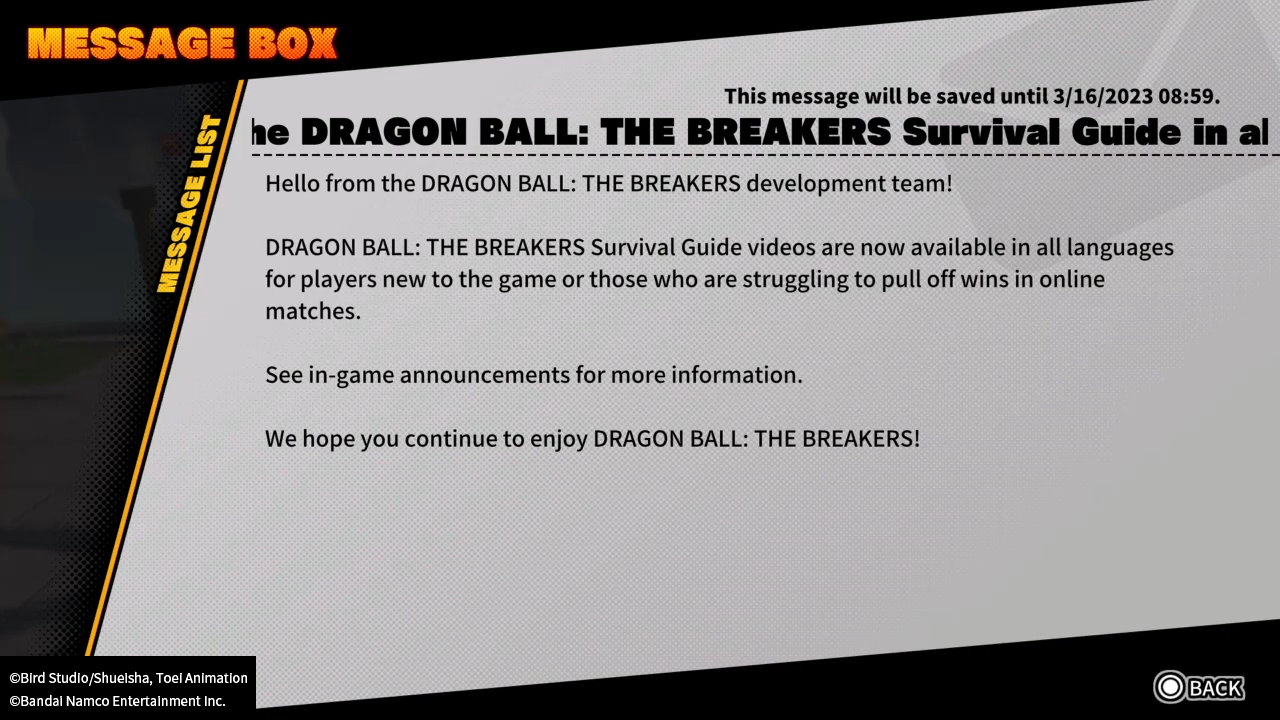 MESSAGE BOX
This message will be saved until 3/16/2023 08:59.
he DRAGON BALL: THE BREAKERS Survival Guide in al
MESSAGE LIST
Hello from the DRAGON BALL: THE BREAKERS development team!
DRAGON BALL: THE BREAKERS Survival Guide videos are now available in all languages
for players new to the game or those who are struggling to pull off wins in online
matches.
See in-game announcements for more information.
We hope you continue to enjoy DRAGON BALL: THE BREAKERS!
©Bird Studio/Shueisha, Toei Animation
©Bandai Namco Entertainment Inc.
BACK